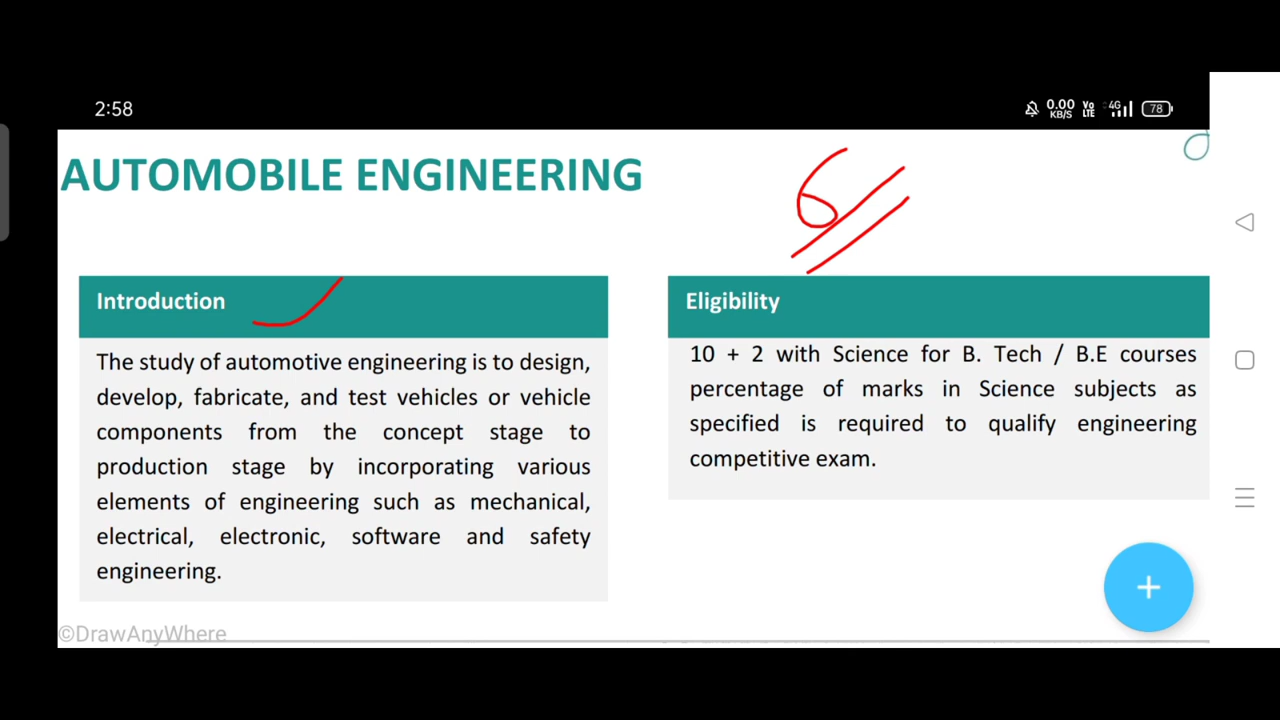 2:58
0.00
KB/S
Vo
LTE
4G
78
AUTOMOBILE ENGINEERING
6
Introduction
The study of automotive engineering is to design,
develop, fabricate, and test vehicles or vehicle
components from the concept stage to
production stage by incorporating various
elements of engineering such as mechanical,
electrical, electronic, software and safety
engineering.
Eligibility
10 + 2 with Science for B. Tech / B.E courses
percentage of marks in Science subjects as
specified is required to qualify engineering
competitive exam.
+
©DrawAnyWhere